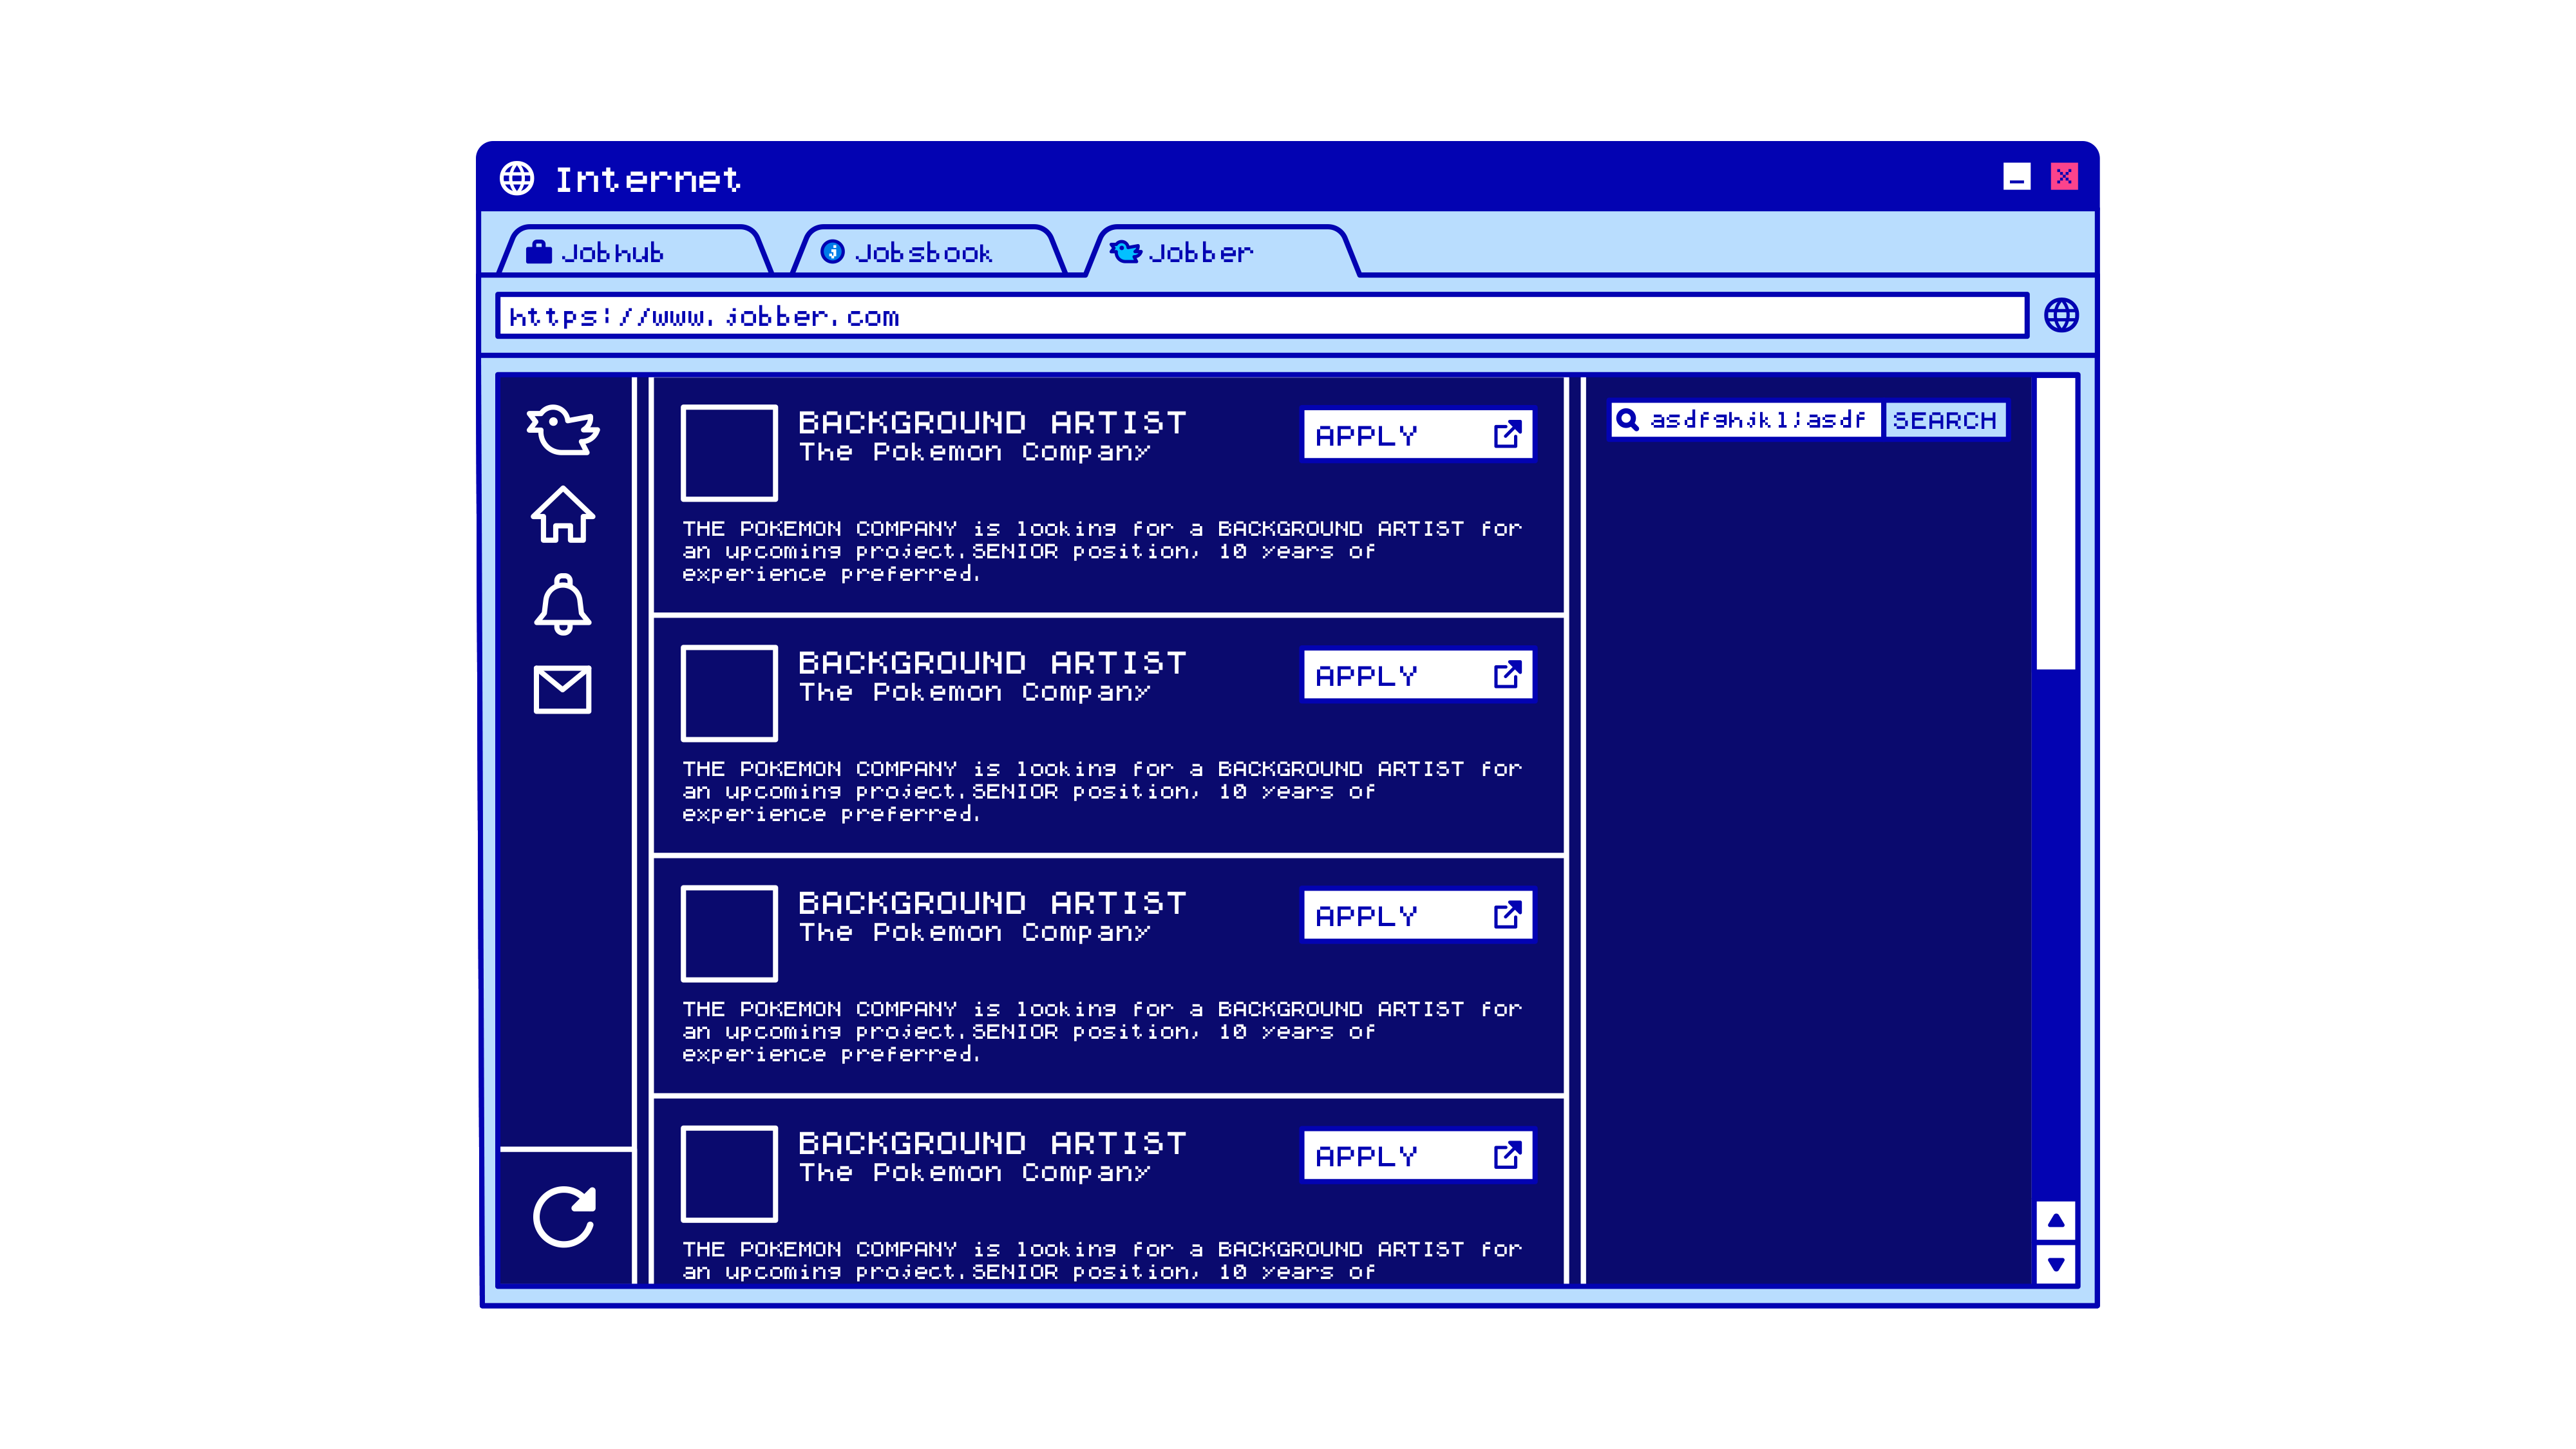 Internet
Jobhub
Jobsbook
Jobber
https://www.jobber.com
BACKGROUND ARTIST
The Pokemon Company
APPLY
THE POKEMON COMPANY is looking for a BACKGROUND ARTIST for
an upcoming project.SENIOR position, 10 years of
experience preferred.
BACKGROUND ARTIST
The Pokemon Company
APPLY
THE POKEMON COMPANY is looking for a BACKGROUND ARTIST for
an upcoming project.SENIOR position, 10 years of
experience preferred.
BACKGROUND ARTIST
The Pokemon Company
APPLY
THE POKEMON COMPANY is looking for a BACKGROUND ARTIST for
an upcoming project.SENIOR position, 10 years of
experience preferred.
BACKGROUND ARTIST
The Pokemon Company
APPLY
THE POKEMON COMPANY is looking for a BACKGROUND ARTIST for
an upcoming project.SENIOR position, 10 years of
asdfghjkl;asdf
SEARCH